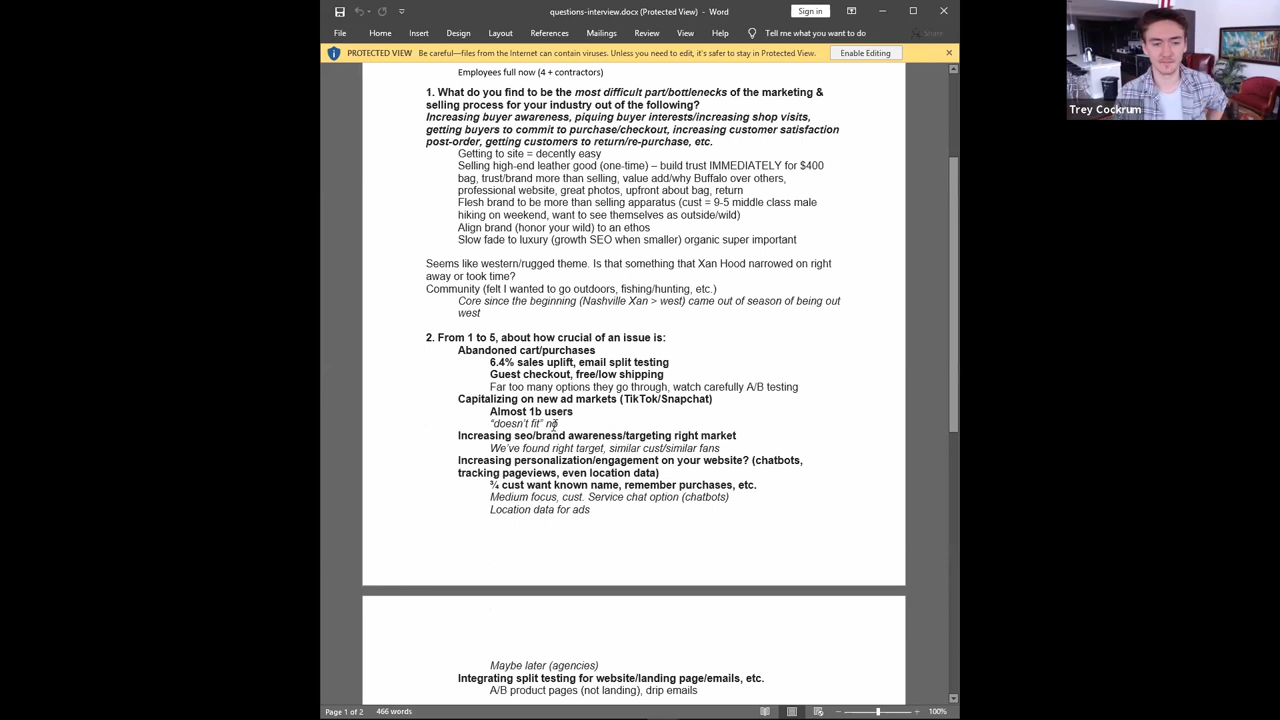 questions-interview.docx (Protected View) - Word
Sign in
File Home Insert Design Layout References Mailings Review View Help Tell me what you want to do Share
PROTECTED VIEW Be careful—files from the Internet can contain viruses. Unless you need to edit, it's safer to stay in Protected View. Enable Editing
Trey Cockrum
Employees full now (4 + contractors)
1. What do you find to be the most difficult part/bottlenecks of the marketing &
selling process for your industry out of the following?
Increasing buyer awareness, piquing buyer interests/increasing shop visits,
getting buyers to commit to purchase/checkout, increasing customer satisfaction
post-order, getting customers to return/re-purchase, etc.
Getting to site = decently easy
Selling high-end leather good (one-time) – build trust IMMEDIATELY for $400
bag, trust/brand more than selling, value add/why Buffalo over others,
professional website, great photos, upfront about bag, return
Flesh brand to be more than selling apparatus (cust = 9-5 middle class male
hiking on weekend, want to see themselves as outside/wild)
Align brand (honor your wild) to an ethos
Slow fade to luxury (growth SEO when smaller) organic super important
Seems like western/rugged theme. Is that something that Xan Hood narrowed on right
away or took time?
Community (felt I wanted to go outdoors, fishing/hunting, etc.)
Core since the beginning (Nashville Xan > west) came out of season of being out
west
2. From 1 to 5, about how crucial of an issue is:
Abandoned cart/purchases
6.4% sales uplift, email split testing
Guest checkout, free/low shipping
Far too many options they go through, watch carefully A/B testing
Capitalizing on new ad markets (TikTok/Snapchat)
Almost 1b users
“doesn't fit” no
Increasing seo/brand awareness/targeting right market
We've found right target, similar cust/similar fans
Increasing personalization/engagement on your website? (chatbots,
tracking pageviews, even location data)
¾ cust want known name, remember purchases, etc.
Medium focus, cust. Service chat option (chatbots)
Location data for ads
Maybe later (agencies)
Integrating split testing for website/landing page/emails, etc.
A/B product pages (not landing), drip emails
Page 1 of 2 466 words 100%